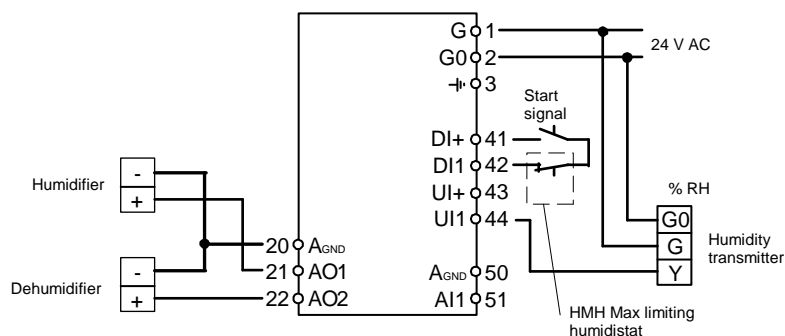 G 1
24 V AC
G0 2
3
Start
signal
DI+ 41
DI1 42
Humidifier
-
+
UI+ 43
% RH
UI1 44
G0
G
Y
Humidity
transmitter
20 AGND
21 AO1
22 AO2
Dehumidifier
-
+
AGND 50
AI1 51
HMH Max limiting
humidistat